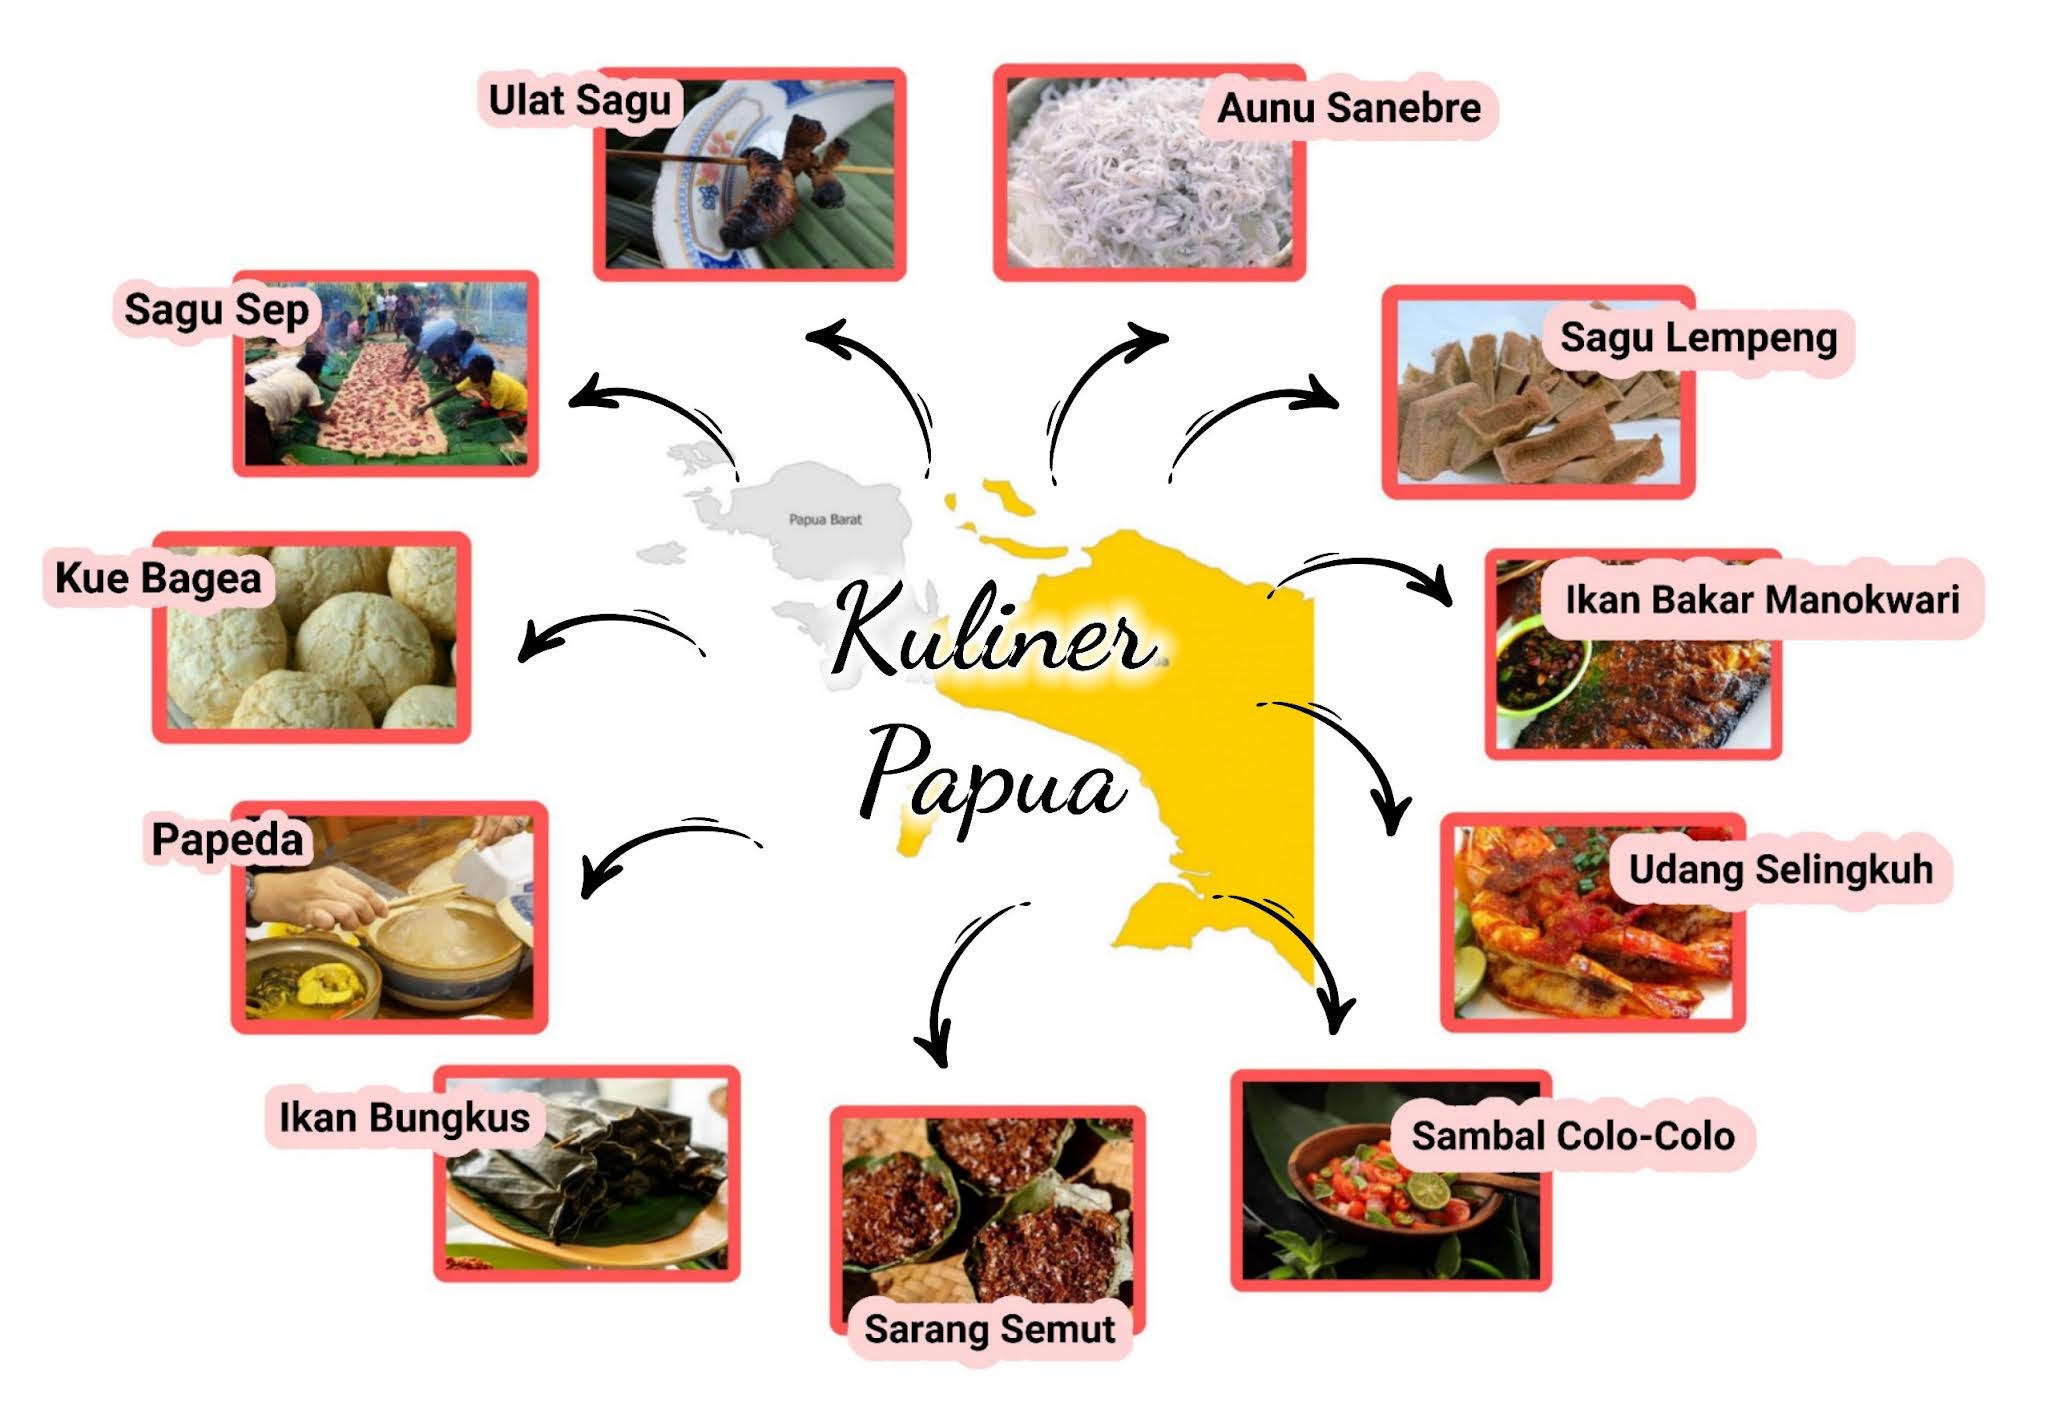 Ulat Sagu
Aunu Sanebre
Sagu Sep
Sagu Lempeng
Papua Barat
Kue Bagea
Ikan Bakar Manokwari
Kuliner
Papua
Papeda
Udang Selingkuh
Ikan Bungkus
Sambal Colo-Colo
Sarang Semut